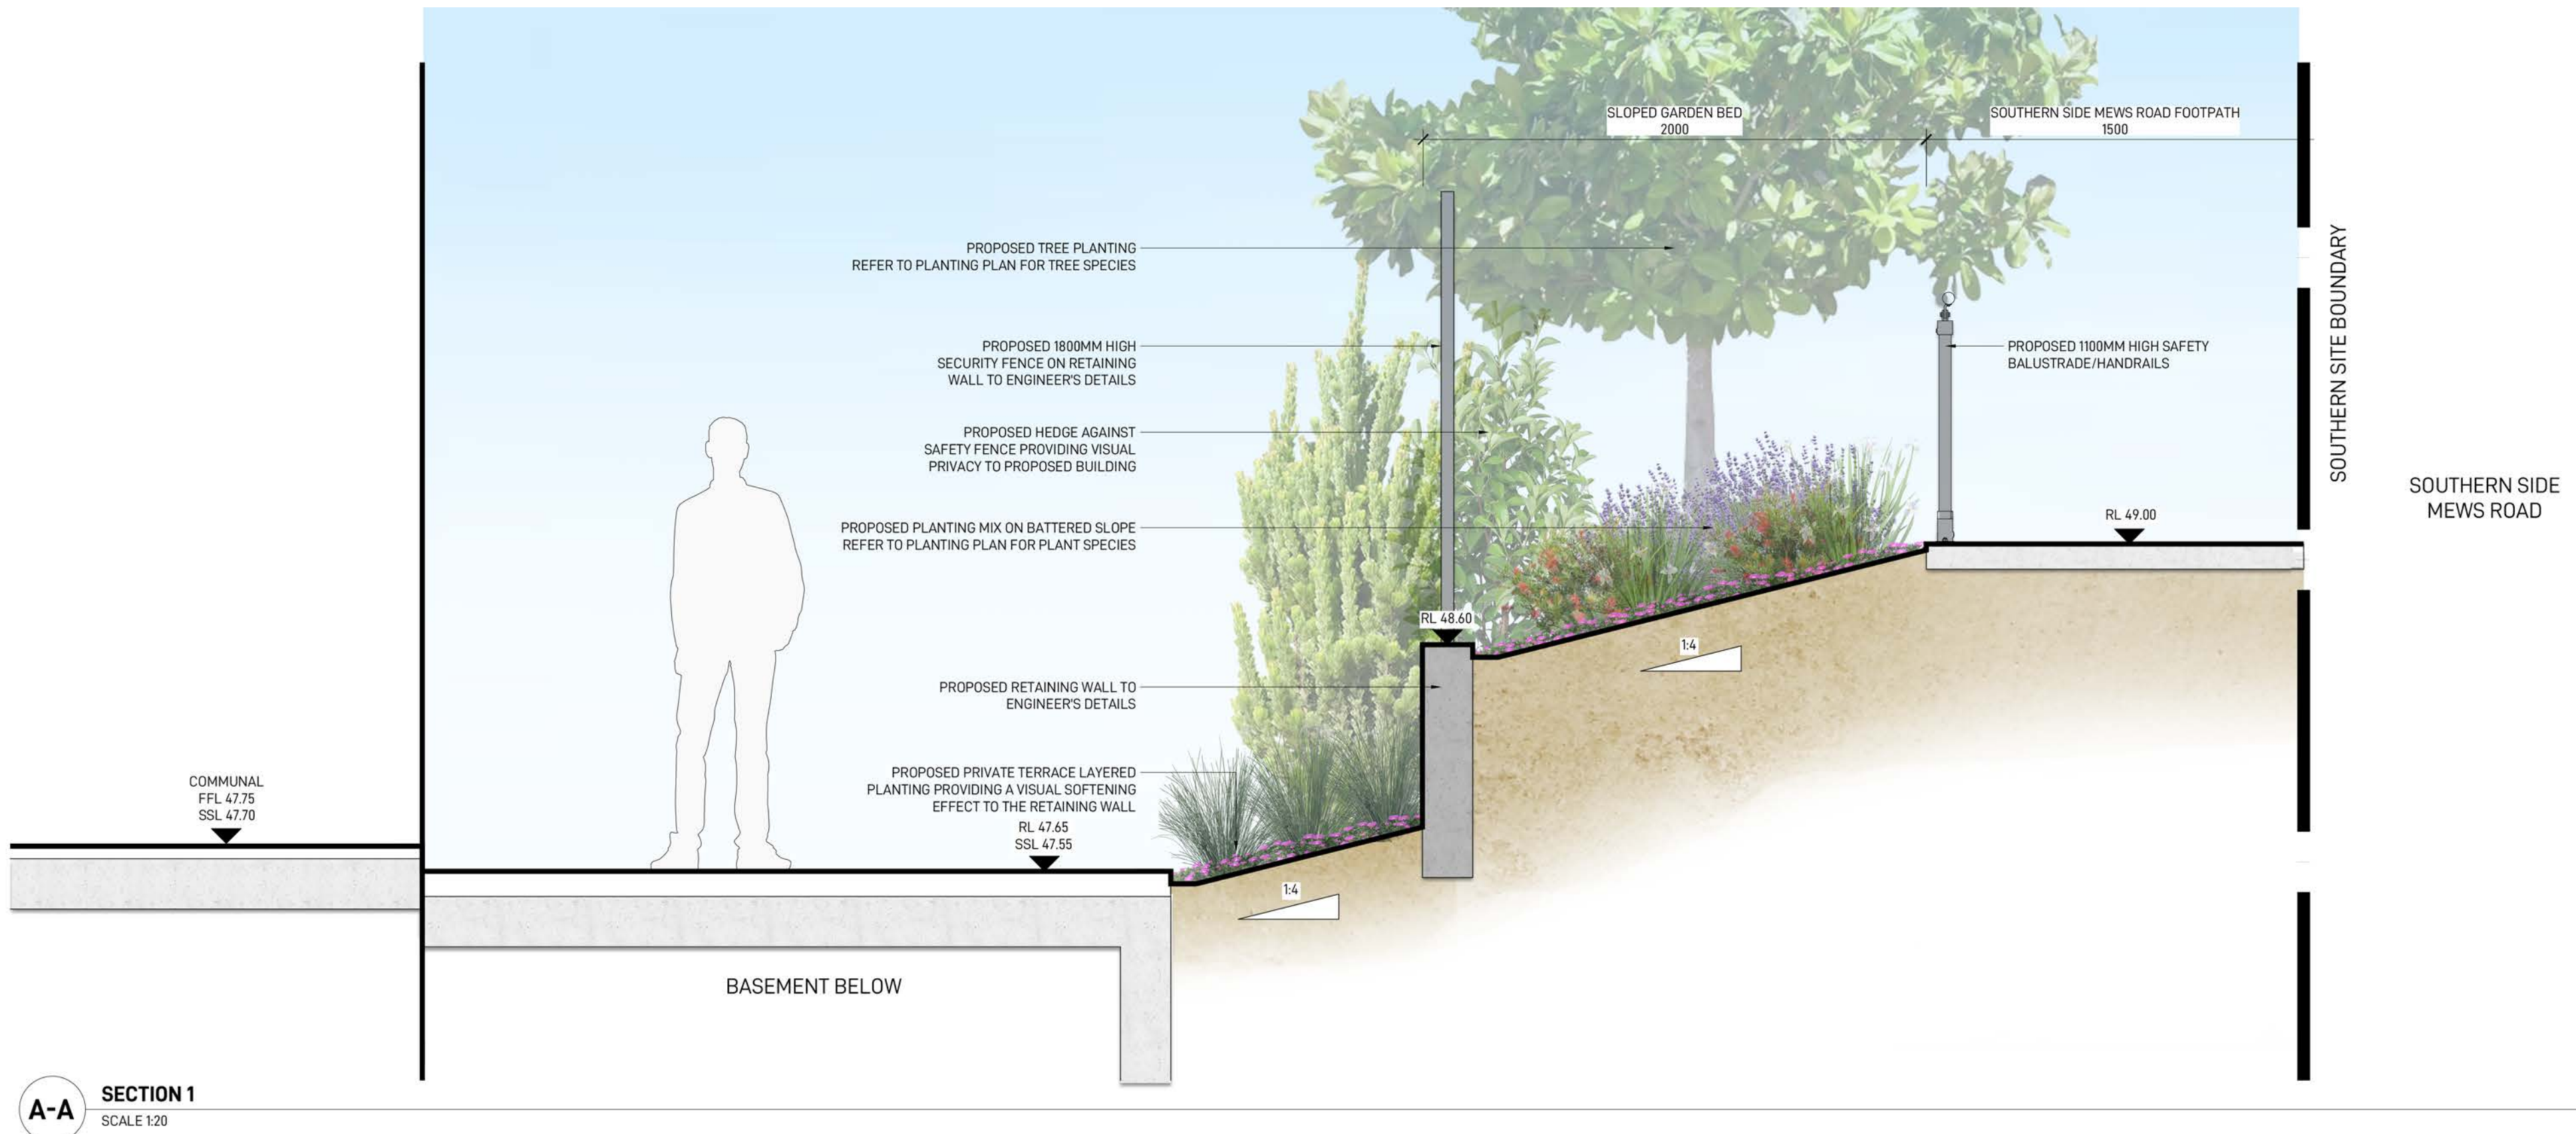 SLOPED GARDEN BED
2000
SOUTHERN SIDE MEWS ROAD FOOTPATH
1500
PROPOSED TREE PLANTING
REFER TO PLANTING PLAN FOR TREE SPECIES
PROPOSED 1800MM HIGH
SECURITY FENCE ON RETAINING
WALL TO ENGINEER'S DETAILS
PROPOSED HEDGE AGAINST
SAFETY FENCE PROVIDING VISUAL
PRIVACY TO PROPOSED BUILDING
PROPOSED PLANTING MIX ON BATTERED SLOPE
REFER TO PLANTING PLAN FOR PLANT SPECIES
PROPOSED RETAINING WALL TO
ENGINEER'S DETAILS
PROPOSED PRIVATE TERRACE LAYERED
PLANTING PROVIDING A VISUAL SOFTENING
EFFECT TO THE RETAINING WALL
RL 47.65
SSL 47.55
PROPOSED 1100MM HIGH SAFETY
BALUSTRADE/HANDRAILS
SOUTHERN SITE BOUNDARY
SOUTHERN SIDE
MEWS ROAD
RL 49.00
RL 48.60
1:4
1:4
COMMUNAL
FFL 47.75
SSL 47.70
BASEMENT BELOW
A-A
SECTION 1
SCALE 1:20